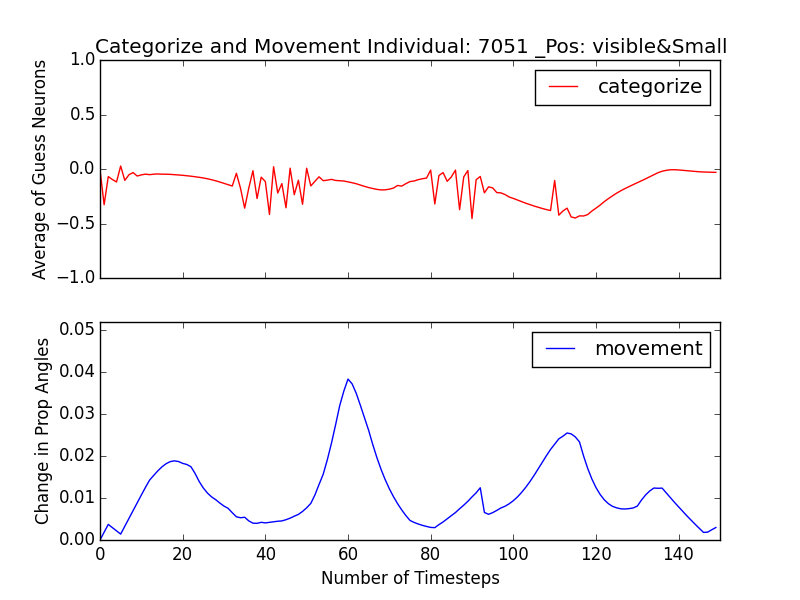 Categorize and Movement Individual: 7051 _Pos: visible&Small
1.0
0.5
0.0
−0.5
−1.0
Average of Guess Neurons
categorize
0.05
0.04
0.03
0.02
0.01
0.00
Change in Prop Angles
movement
0 20 40 60 80 100 120 140
Number of Timesteps